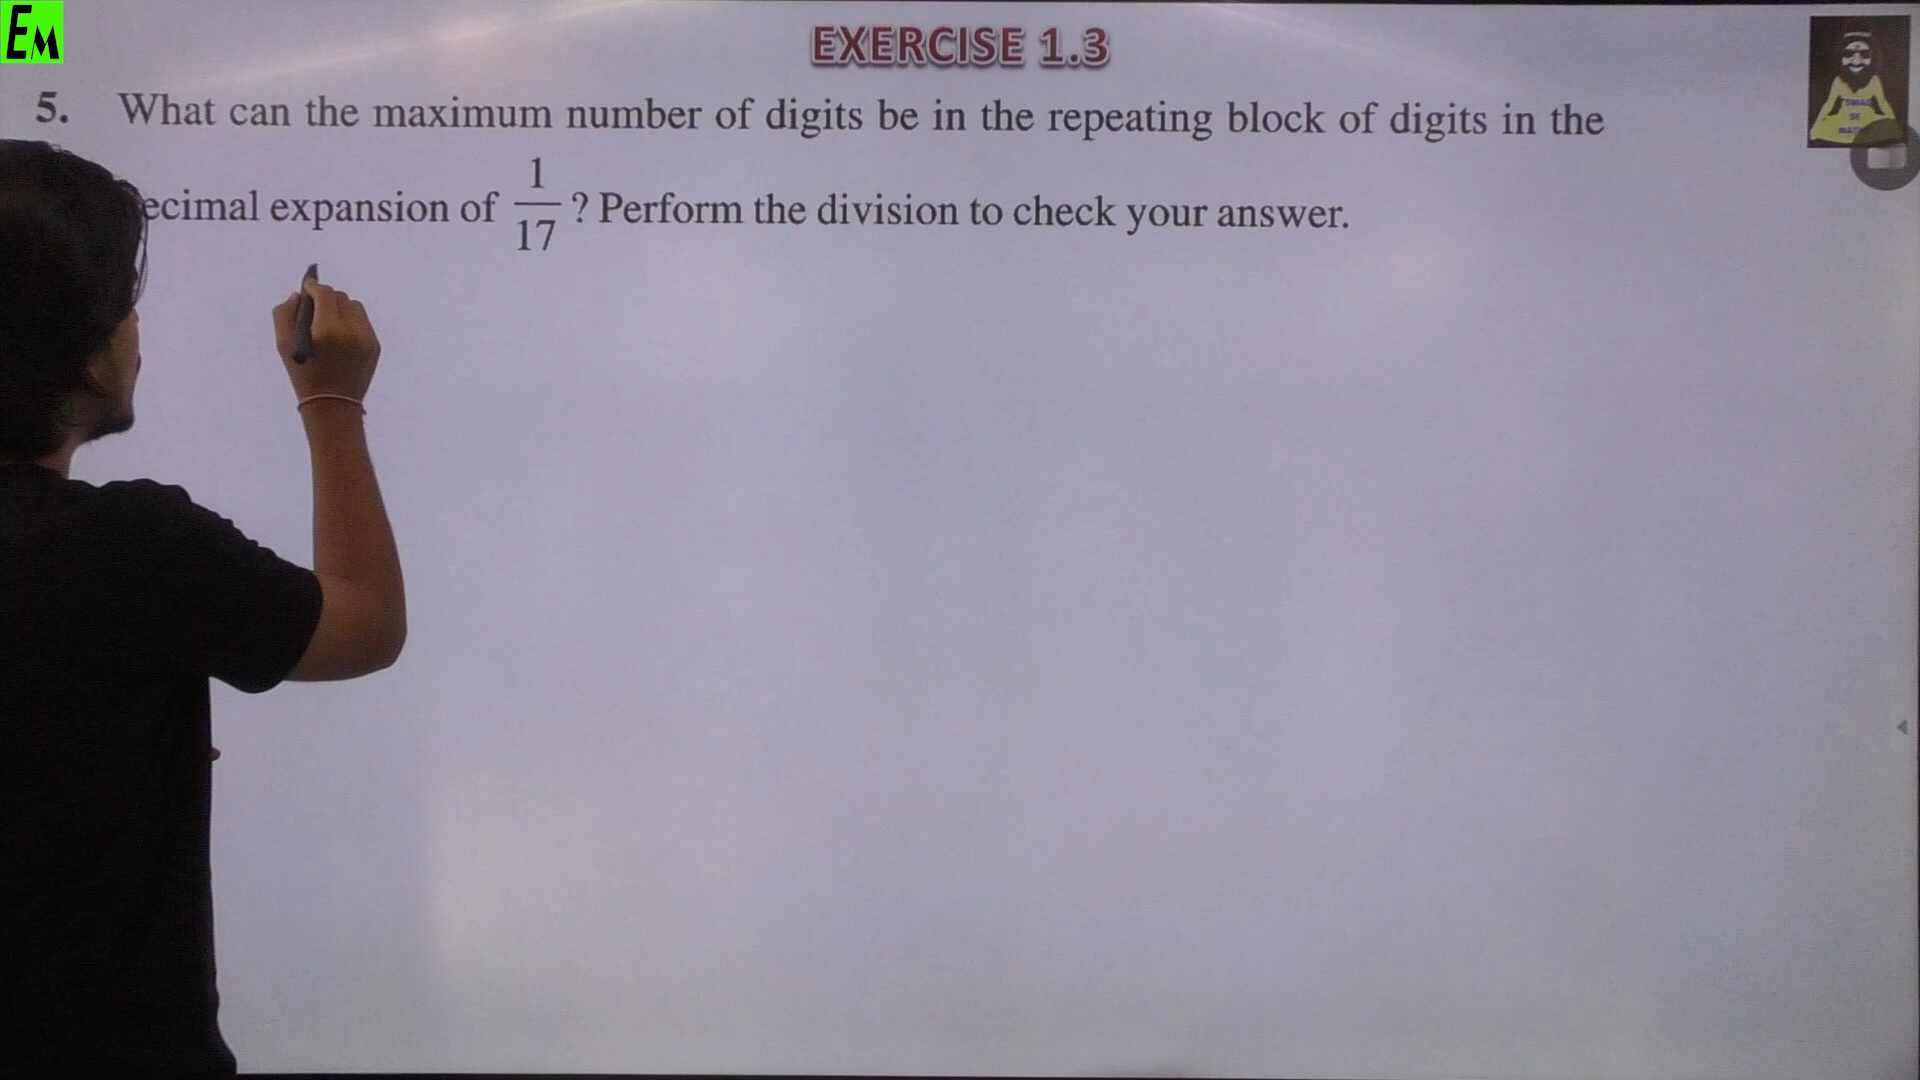 EM
EXERCISE 1.3
5. What can the maximum number of digits be in the repeating block of digits in the
ecimal expansion of 1/17 ? Perform the division to check your answer.
SE